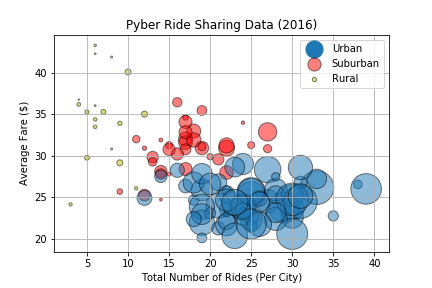 Pyber Ride Sharing Data (2016)
Urban
Suburban
Rural
Average Fare ($)
40
35
30
25
20
5 10 15 20 25 30 35 40
Total Number of Rides (Per City)